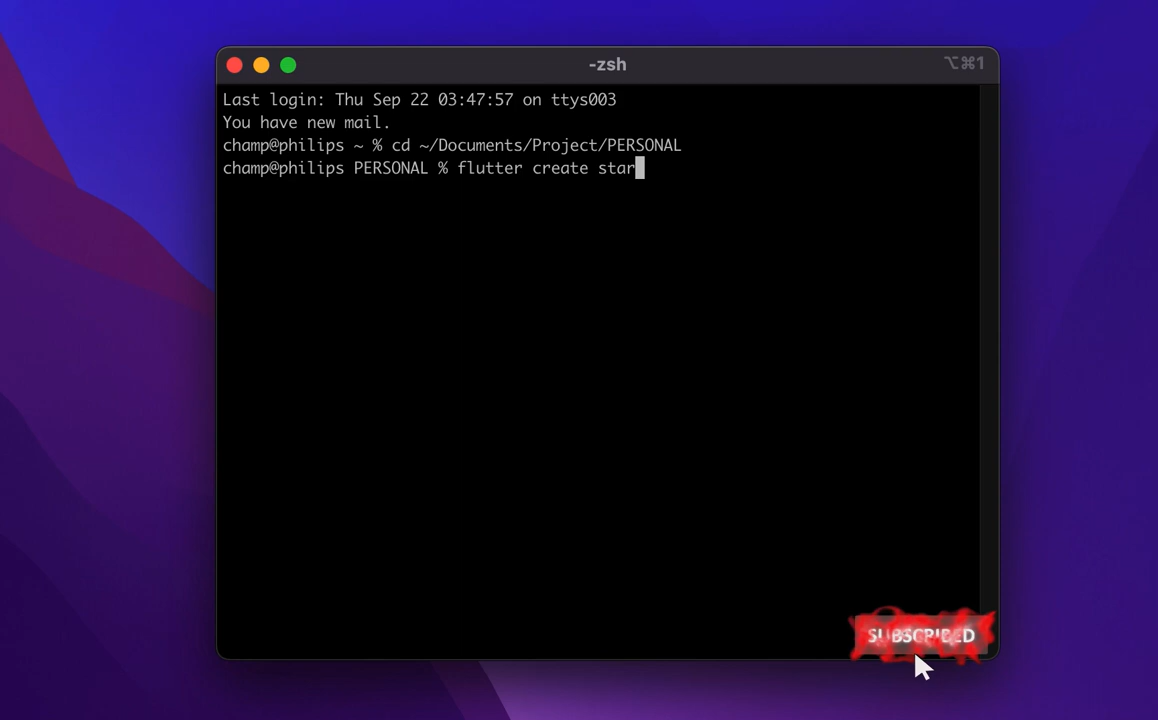 -zsh
⌥⌘1
Last login: Thu Sep 22 03:47:57 on ttys003
You have new mail.
champ@philips ~ % cd ~/Documents/Project/PERSONAL
champ@philips PERSONAL % flutter create star
SUBSCRIBED